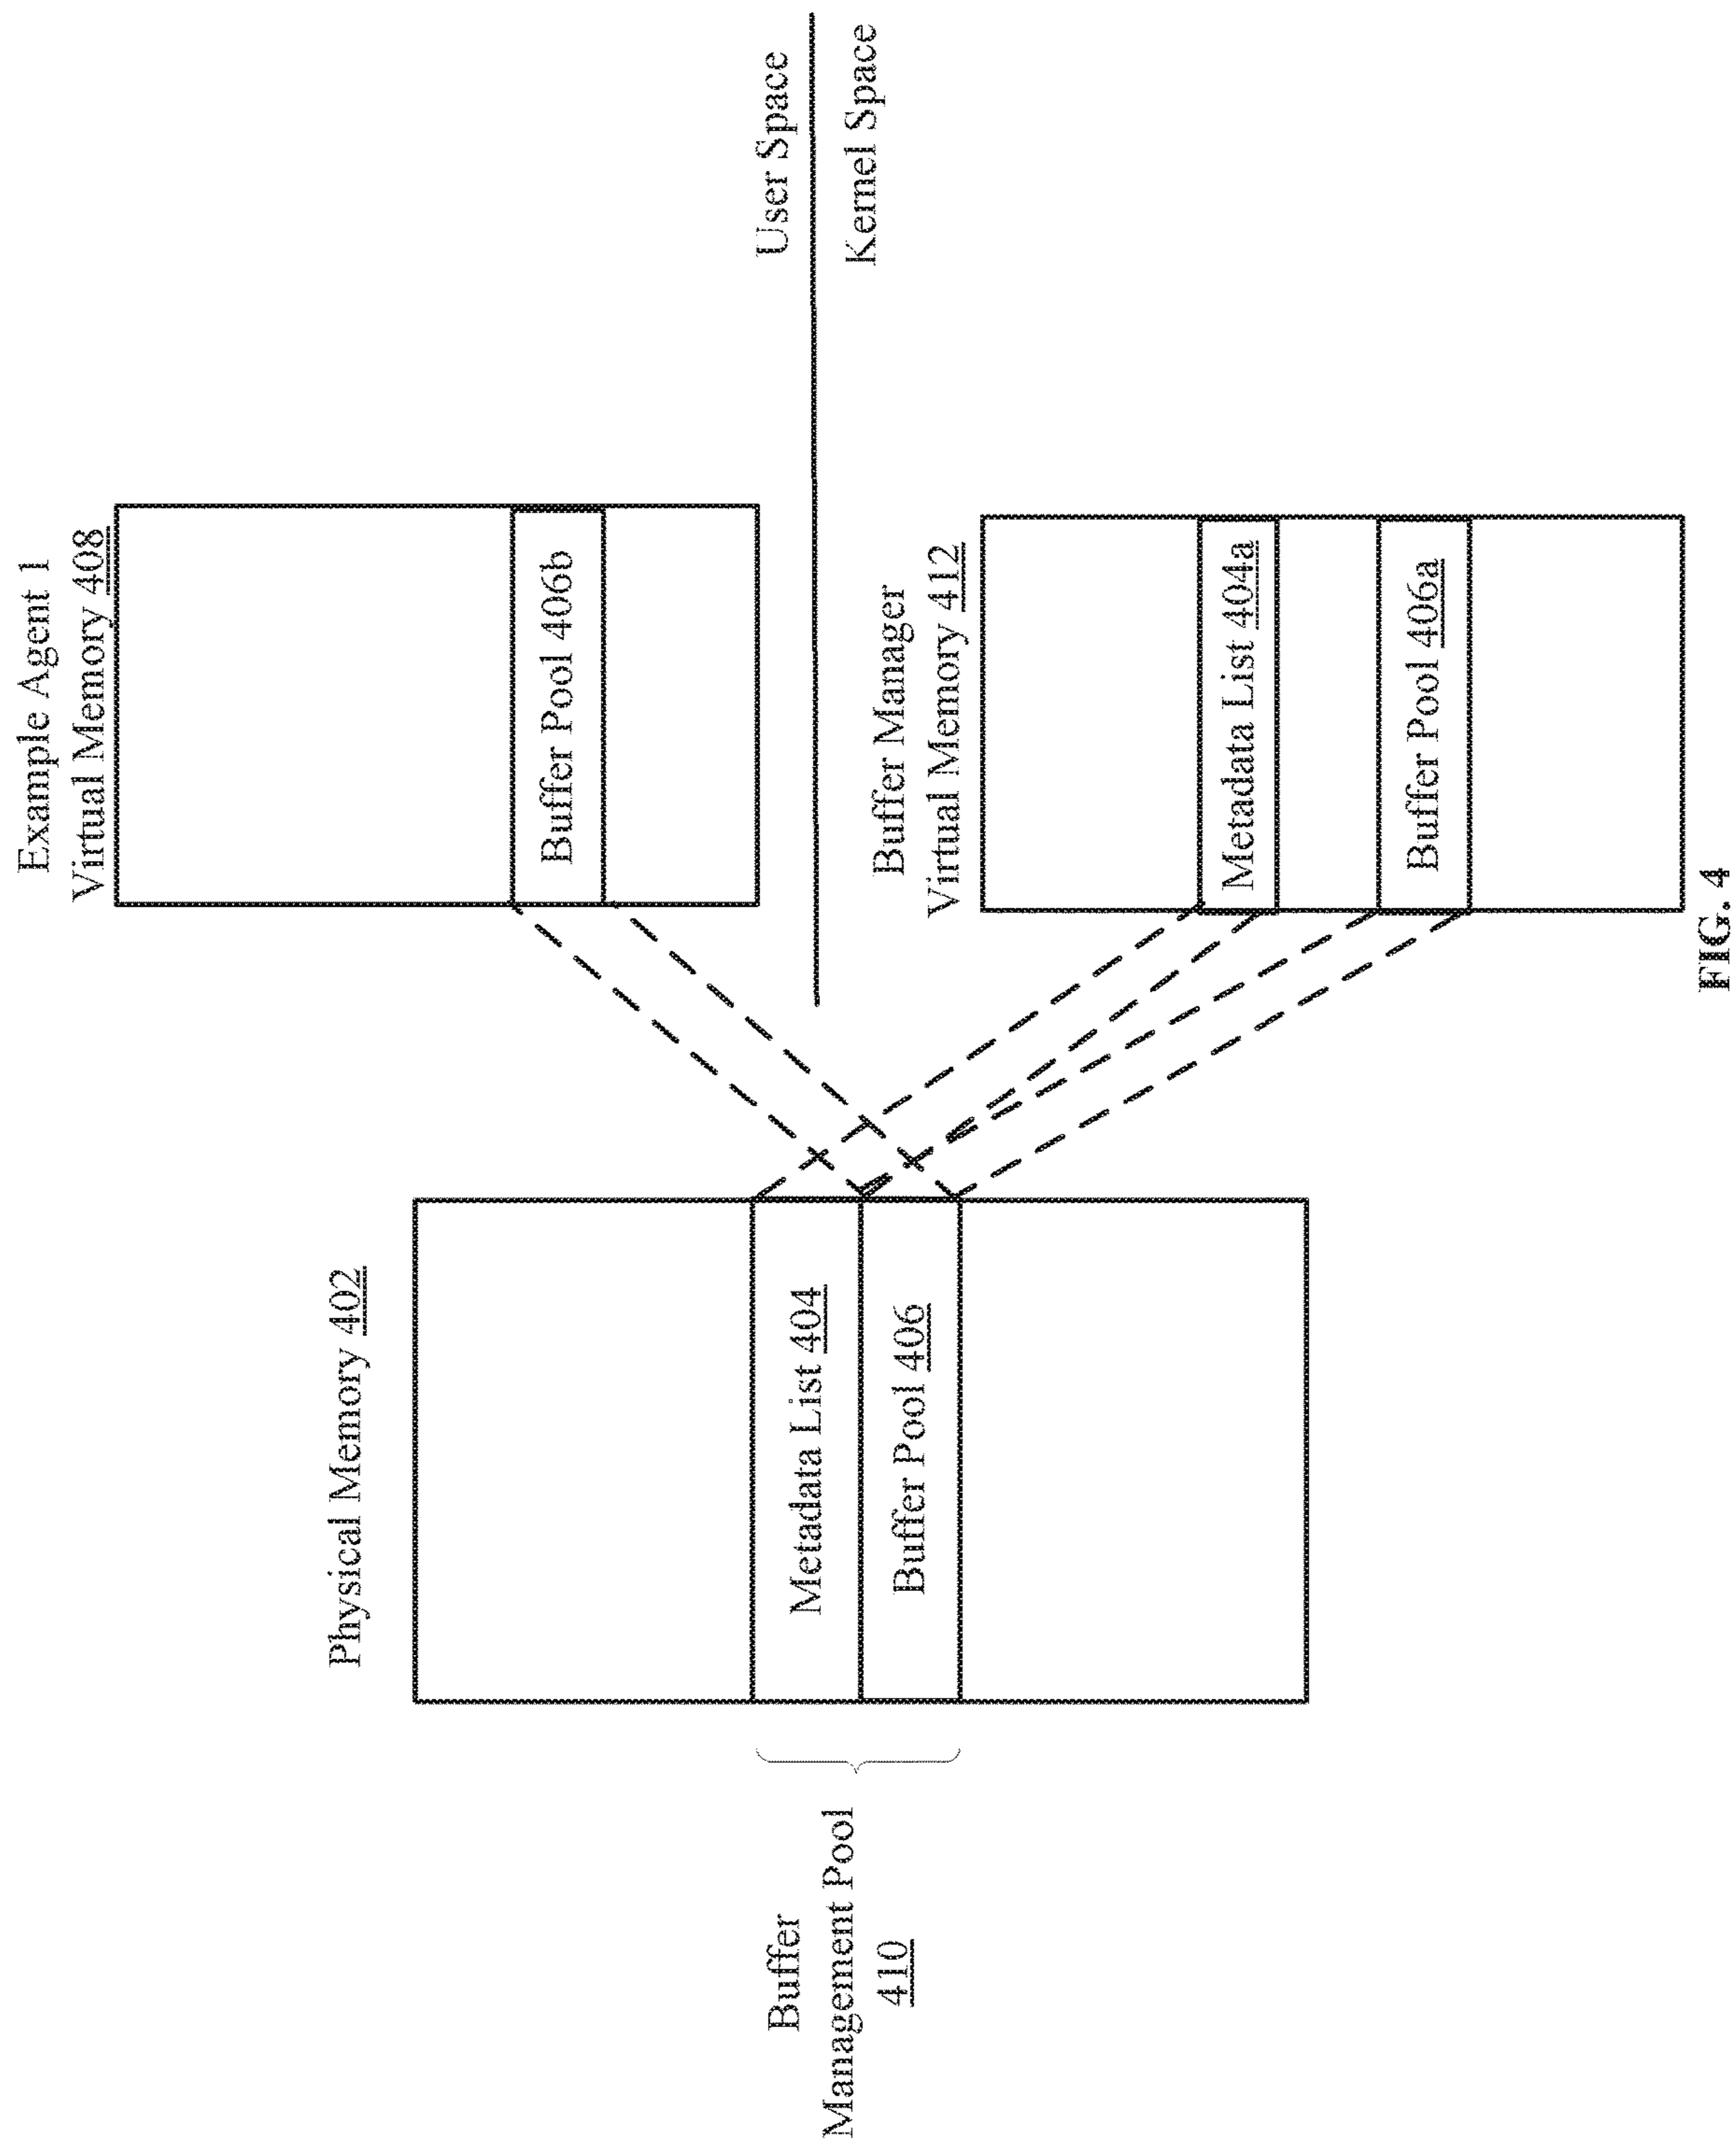 Example Agent 1
Virtual Memory 408
Buffer Pool 406b
User Space
Kernel Space
Physical Memory 402
Metadata List 404
Buffer Pool 406
Buffer
Management Pool
410
Buffer Manager
Virtual Memory 412
Metadata List 404a
Buffer Pool 406a
FIG. 4